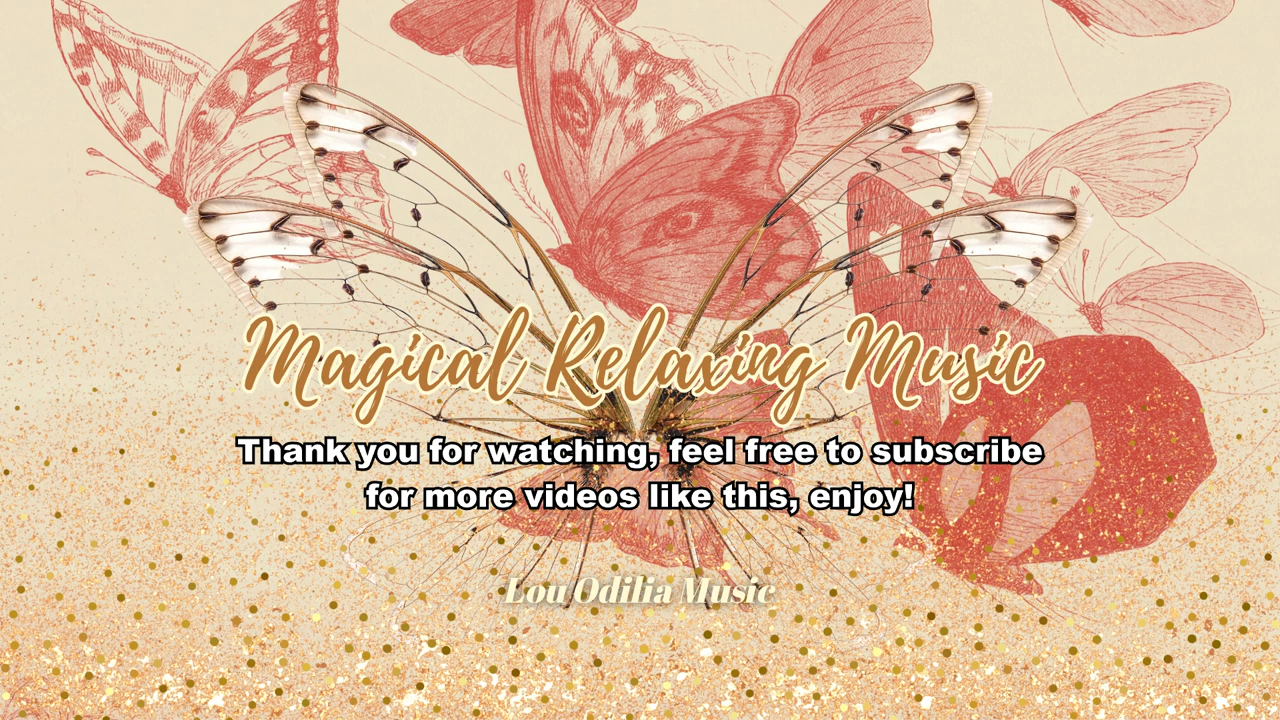 Magical Relaxing Music
Thank you for watching, feel free to subscribe
for more videos like this, enjoy!
Lou Odilia Music